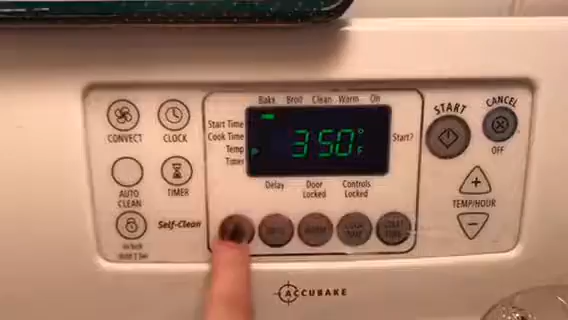 Bake Broil Clean Warm On
Start Time
Cook Time
Temp
Timer
350°F
Start?
Delay
Door
Locked
Controls
Locked
CONVECT
CLOCK
AUTO
CLEAN
TIMER
Self-Clean
START
CANCEL
OFF
TEMP/HOUR
ACCUBAKE